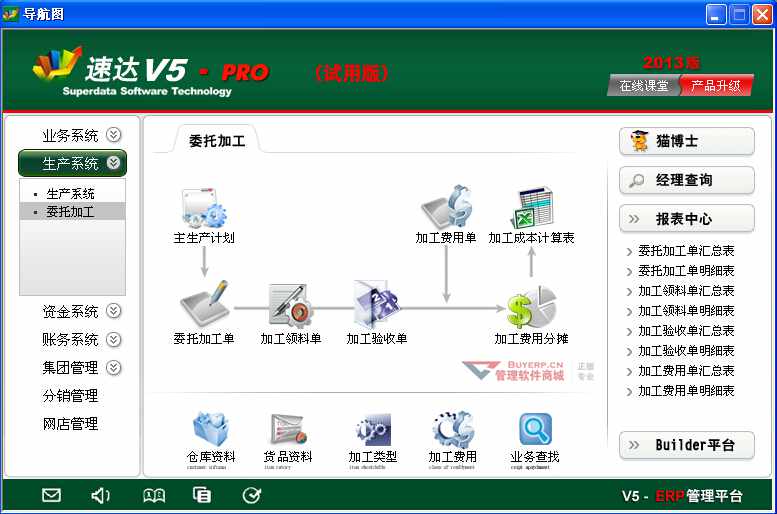 导航图
速达V5 - PRO
(试用版)
Superdata Software Technology
2013版
在线课堂
产品升级
业务系统
生产系统
生产系统
委托加工
资金系统
账务系统
集团管理
分销管理
网店管理
委托加工
主生产计划
加工费用单
加工成本计算表
委托加工单
加工领料单
加工验收单
加工费用分摊
BUYERP.CN
管理软件商城
正版
专业
仓库资料
货品资料
加工类型
加工费用
业务查找
猫博士
经理查询
报表中心
委托加工单汇总表
委托加工单明细表
加工领料单汇总表
加工领料单明细表
加工验收单汇总表
加工验收单明细表
加工费用单汇总表
加工费用单明细表
Builder平台
V5 - ERP管理平台